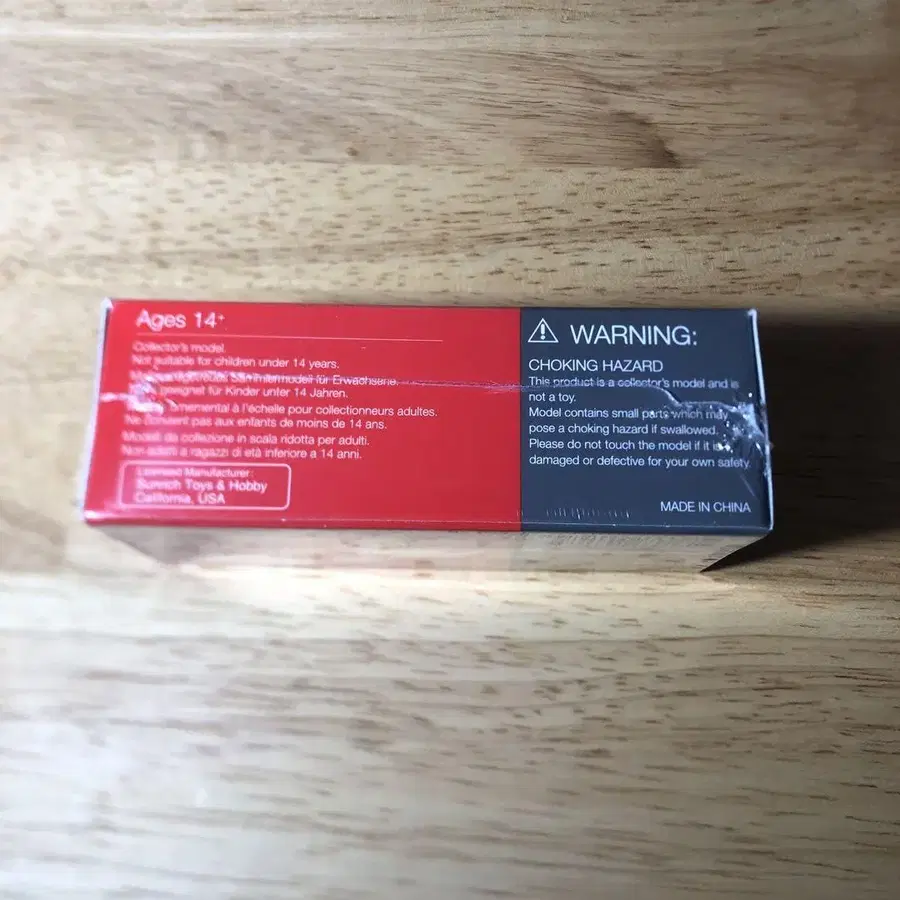 Ages 14+
Collector's model.
Not suitable for children under 14 years.
Sammlermodell für Erwachsene.
geeignet für Kinder unter 14 Jahren.
ornemental à l'échelle pour collectionneurs adultes.
Ne convient pas aux enfants de moins de 14 ans.
Modelli da collezione in scala ridotta per adulti.
Non adatti a ragazzi di età inferiore a 14 anni.
Licensed Manufacturer:
Sunrich Toys & Hobby
California, USA
WARNING:
CHOKING HAZARD
This product is a collector's model and is
not a toy.
Model contains small parts which may
pose a choking hazard if swallowed.
Please do not touch the model if it is
damaged or defective for your own safety.
MADE IN CHINA